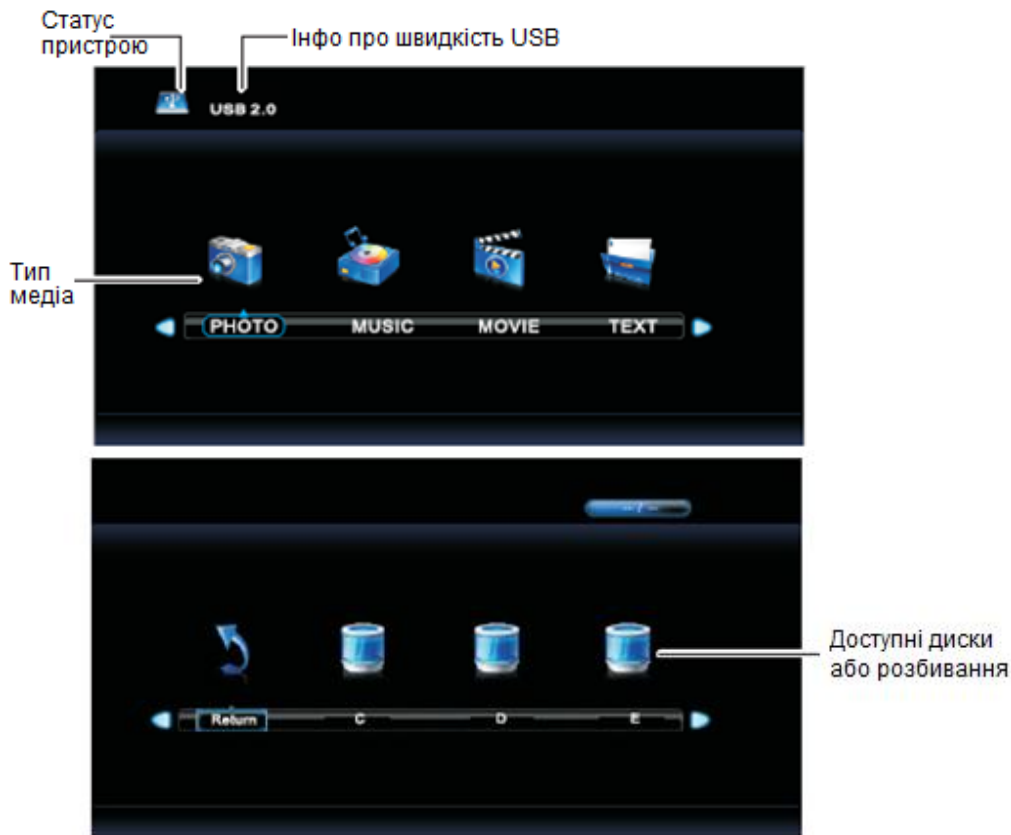 Статус
пристрою
Інфо про швидкість USB
USB 2.0
Тип
медіа
PHOTO MUSIC MOVIE TEXT
Доступні диски
або розбивання
Return C D E